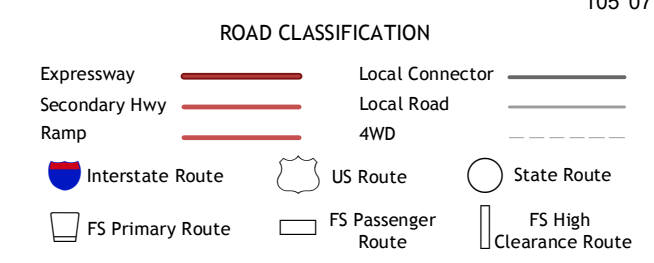 105 07
ROAD CLASSIFICATION
Expressway
Local Connector
Secondary Hwy
Local Road
Ramp
4WD
Interstate Route
US Route
State Route
FS Primary Route
FS Passenger
Route
FS High
Clearance Route